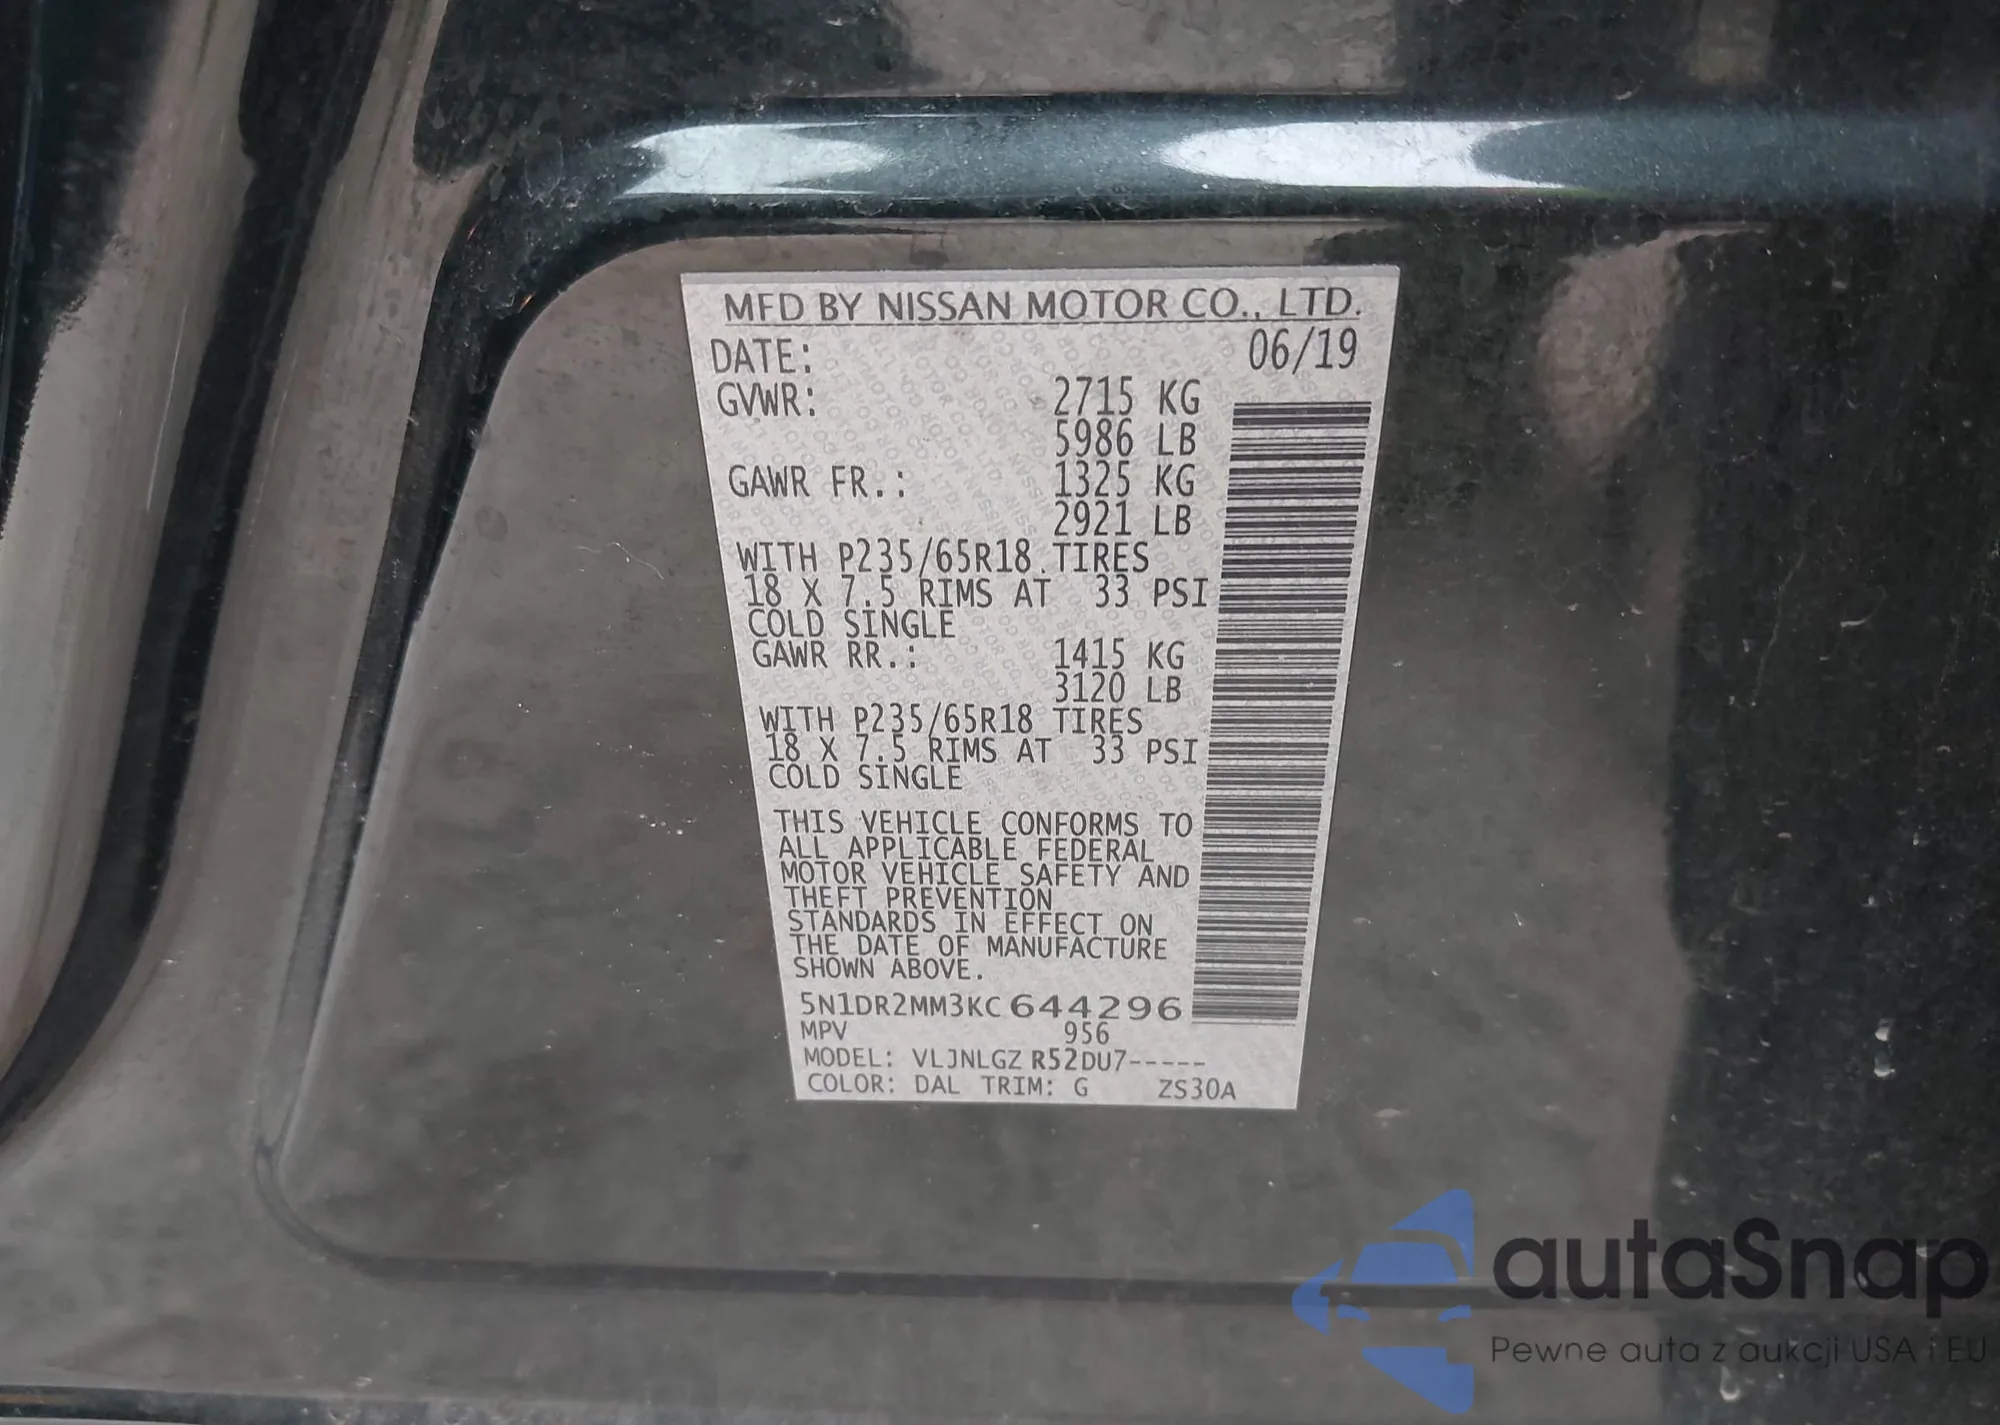 MFD BY NISSAN MOTOR CO., LTD.
DATE: 06/19
GVWR: 2715 KG
5986 LB
GAWR FR.: 1325 KG
2921 LB
WITH P235/65R18 TIRES
18 X 7.5 RIMS AT 33 PSI
COLD SINGLE
GAWR RR.: 1415 KG
3120 LB
WITH P235/65R18 TIRES
18 X 7.5 RIMS AT 33 PSI
COLD SINGLE
THIS VEHICLE CONFORMS TO
ALL APPLICABLE FEDERAL
MOTOR VEHICLE SAFETY AND
THEFT PREVENTION
STANDARDS IN EFFECT ON
THE DATE OF MANUFACTURE
SHOWN ABOVE.
5N1DR2MM3KC644296
MPV 956
MODEL: VLJNLGZ R52DU7-----
COLOR: DAL TRIM: G ZS30A
autaSnap
Pewne auta z aukcji USA i EU